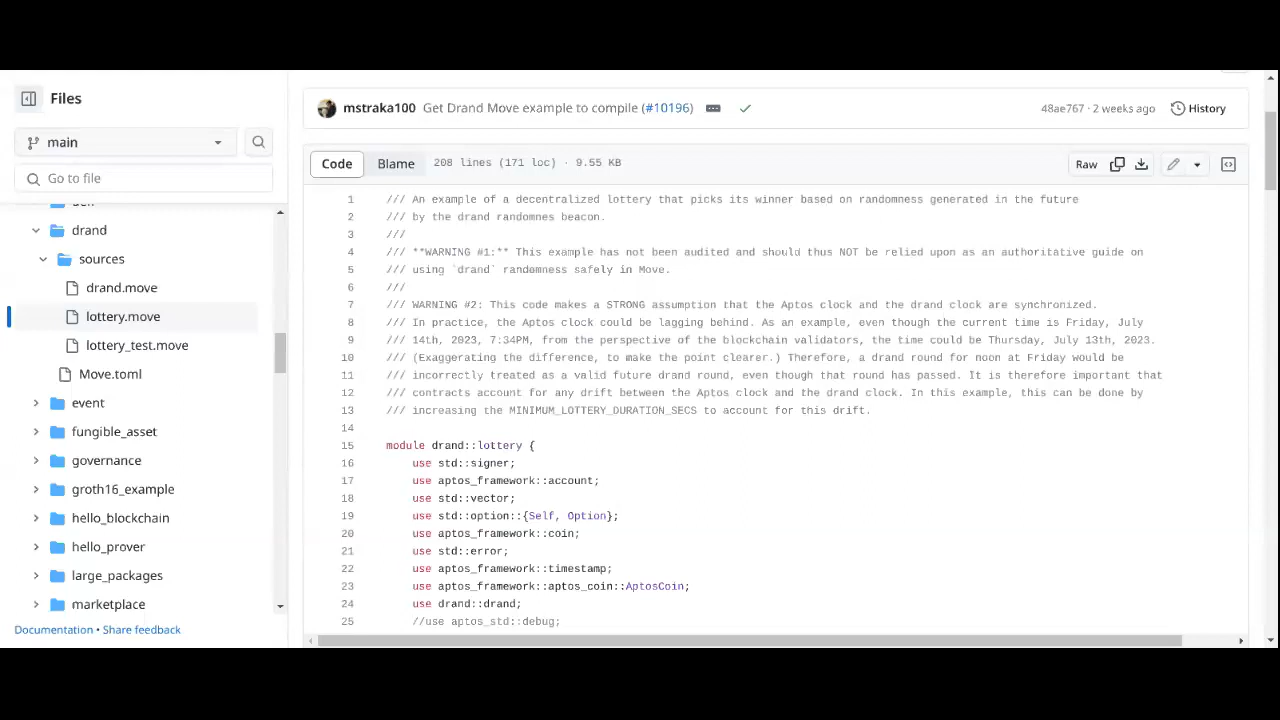 Files
main
Go to file
drand
sources
drand.move
lottery.move
lottery_test.move
Move.toml
event
fungible_asset
governance
groth16_example
hello_blockchain
hello_prover
large_packages
marketplace
Documentation • Share feedback
mstraka100 Get Drand Move example to compile (#10196)
48ae767 · 2 weeks ago
History
Code
Blame
208 lines (171 loc) · 9.55 KB
Raw
1 /// An example of a decentralized lottery that picks its winner based on randomness generated in the future
2 /// by the drand randomnes beacon.
3 ///
4 /// **WARNING #1:** This example has not been audited and should thus NOT be relied upon as an authoritative guide on
5 /// using `drand` randomness safely in Move.
6 ///
7 /// WARNING #2: This code makes a STRONG assumption that the Aptos clock and the drand clock are synchronized.
8 /// In practice, the Aptos clock could be lagging behind. As an example, even though the current time is Friday, July
9 /// 14th, 2023, 7:34PM, from the perspective of the blockchain validators, the time could be Thursday, July 13th, 2023.
10 /// (Exaggerating the difference, to make the point clearer.) Therefore, a drand round for noon at Friday would be
11 /// incorrectly treated as a valid future drand round, even though that round has passed. It is therefore important that
12 /// contracts account for any drift between the Aptos clock and the drand clock. In this example, this can be done by
13 /// increasing the MINIMUM_LOTTERY_DURATION_SECS to account for this drift.
14
15 module drand::lottery {
16 use std::signer;
17 use aptos_framework::account;
18 use std::vector;
19 use std::option::{Self, Option};
20 use aptos_framework::coin;
21 use std::error;
22 use aptos_framework::timestamp;
23 use aptos_framework::aptos_coin::AptosCoin;
24 use drand::drand;
25 //use aptos_std::debug;